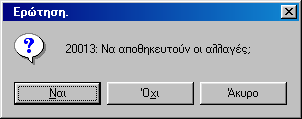 Ερώτηση.
20013: Να αποθηκευτούν οι αλλαγές;
Ναι
Όχι
Άκυρο